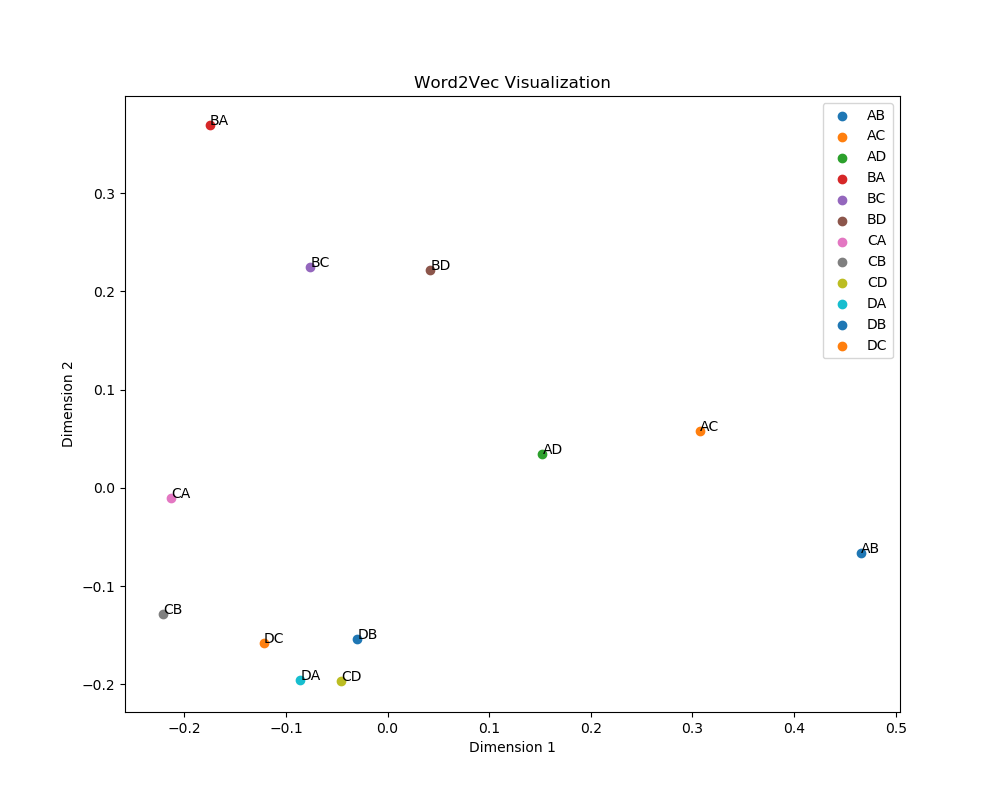 Word2Vec Visualization
BA
BC
BD
AC
AD
CA
AB
CB
DC
DB
DA
CD
AB
AC
AD
BA
BC
BD
CA
CB
CD
DA
DB
DC
0.3
0.2
0.1
0.0
−0.1
−0.2
Dimension 2
−0.2
−0.1
0.0
0.1
0.2
0.3
0.4
0.5
Dimension 1